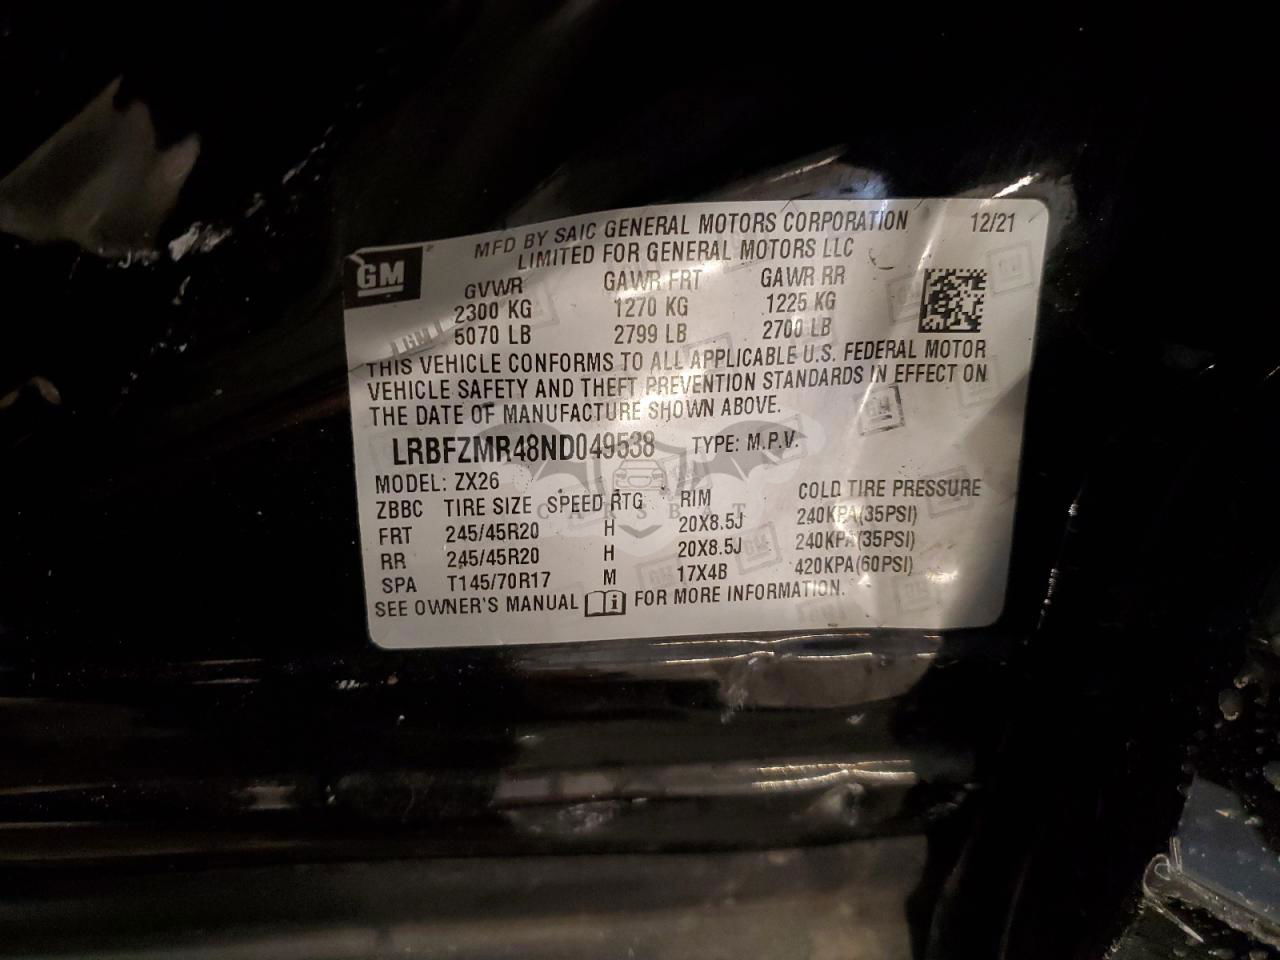 MFD BY SAIC GENERAL MOTORS CORPORATION 12/21
LIMITED FOR GENERAL MOTORS LLC
GM
GVWR GAWR FRT GAWR RR
2300 KG 1270 KG 1225 KG
5070 LB 2799 LB 2700 LB
THIS VEHICLE CONFORMS TO ALL APPLICABLE U.S. FEDERAL MOTOR
VEHICLE SAFETY AND THEFT PREVENTION STANDARDS IN EFFECT ON
THE DATE OF MANUFACTURE SHOWN ABOVE.
LRBFZMR48ND049538 TYPE: M.P.V.
MODEL: ZX26
ZBBC TIRE SIZE SPEED RTG RIM COLD TIRE PRESSURE
CARSBAT
FRT 245/45R20 H 20X8.5J 240KPA(35PSI)
RR 245/45R20 H 20X8.5J 240KPA(35PSI)
SPA T145/70R17 M 17X4B 420KPA(60PSI)
SEE OWNER'S MANUAL FOR MORE INFORMATION.